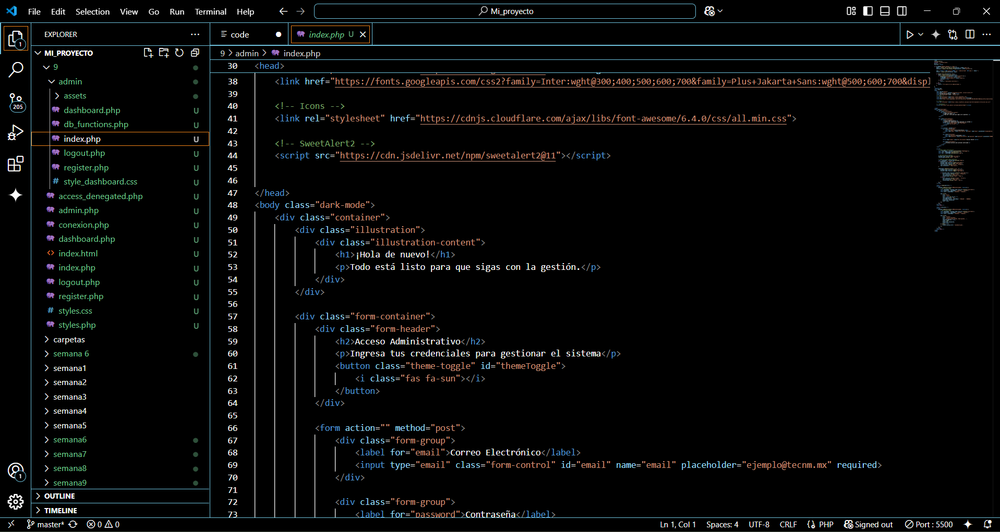 File Edit Selection View Go Run Terminal Help
Mi_proyecto
EXPLORER
MI_PROYECTO
9
admin
assets
dashboard.php U
db_functions.php U
index.php U
logout.php U
register.php U
# style_dashboard.css U
access_denegated.php U
admin.php U
conexion.php U
dashboard.php U
<> index.html U
index.php U
logout.php U
register.php U
# styles.css U
styles.php U
carpetas
semana 6
semana1
semana2
semana3
semana4
semana5
semana6
semana7
semana8
semana9
OUTLINE
TIMELINE
1
205
1
code
index.php U
9 > admin > index.php
30 <head>
38 <link href="https://fonts.googleapis.com/css2?family=Inter:wght@300;400;500;600;700&family=Plus+Jakarta+Sans:wght@500;600;700&displ
39
40 <!-- Icons -->
41 <link rel="stylesheet" href="https://cdnjs.cloudflare.com/ajax/libs/font-awesome/6.4.0/css/all.min.css">
42
43 <!-- SweetAlert2 -->
44 <script src="https://cdn.jsdelivr.net/npm/sweetalert2@11"></script>
45
46
47 </head>
48 <body class="dark-mode">
49 <div class="container">
50 <div class="illustration">
51 <div class="illustration-content">
52 <h1>¡Hola de nuevo!</h1>
53 <p>Todo está listo para que sigas con la gestión.</p>
54 </div>
55 </div>
56
57 <div class="form-container">
58 <div class="form-header">
59 <h2>Acceso Administrativo</h2>
60 <p>Ingresa tus credenciales para gestionar el sistema</p>
61 <button class="theme-toggle" id="themeToggle">
62 <i class="fas fa-sun"></i>
63 </button>
64 </div>
65
66 <form action="" method="post">
67 <div class="form-group">
68 <label for="email">Correo Electrónico</label>
69 <input type="email" class="form-control" id="email" name="email" placeholder="ejemplo@tecnm.mx" required>
70 </div>
71
72 <div class="form-group">
73 <label for="password">Contraseña</label>
master* 0 0
Ln 1, Col 1 Spaces: 4 UTF-8 CRLF PHP Signed out Port : 5500